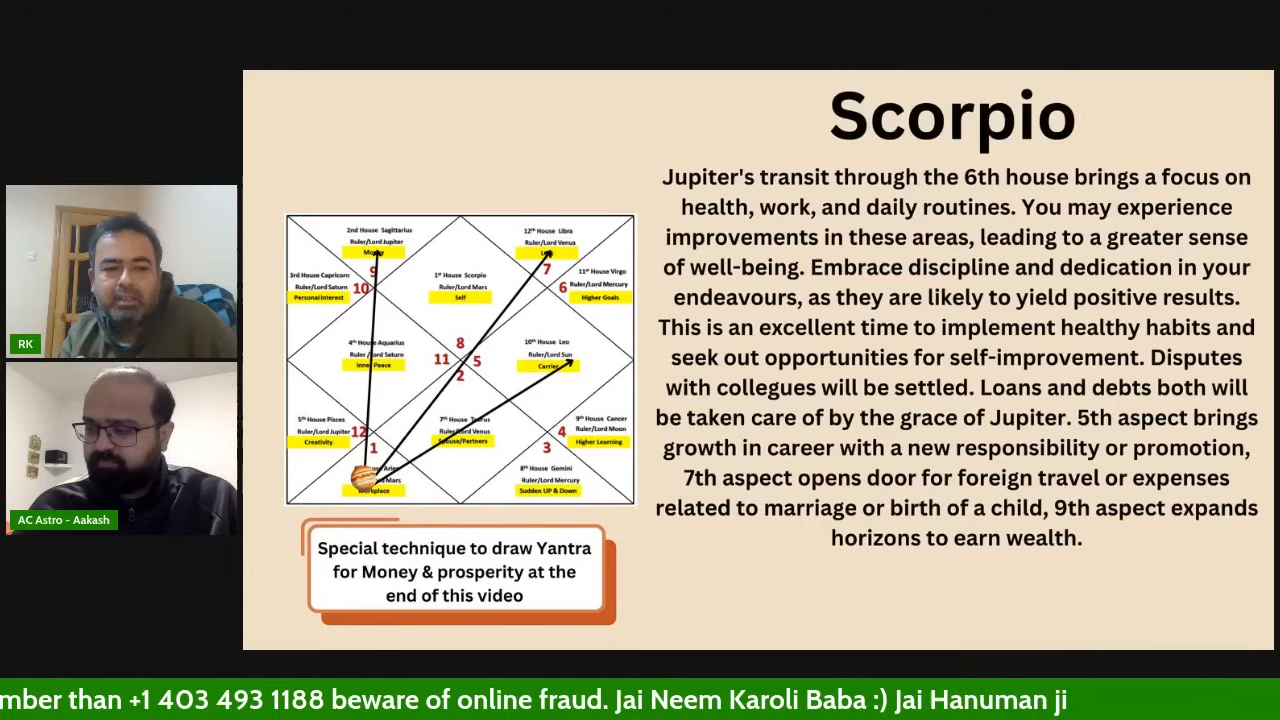 Scorpio
Jupiter's transit through the 6th house brings a focus on
health, work, and daily routines. You may experience
improvements in these areas, leading to a greater sense
of well-being. Embrace discipline and dedication in your
endeavours, as they are likely to yield positive results.
This is an excellent time to implement healthy habits and
seek out opportunities for self-improvement. Disputes
with collegues will be settled. Loans and debts both will
be taken care of by the grace of Jupiter. 5th aspect brings
growth in career with a new responsibility or promotion,
7th aspect opens door for foreign travel or expenses
related to marriage or birth of a child, 9th aspect expands
horizons to earn wealth.
2nd House Sagittarius
Ruler/Lord Jupiter
Money
9
12th House Libra
Ruler/Lord Venus
7
3rd House Capricorn
Ruler/Lord Saturn
Personal Interest
10
1st House Scorpio
Ruler/Lord Mars
Self
11th House Virgo
Ruler/Lord Mercury
Higher Goals
6
4th House Aquarius
Ruler/Lord Saturn
Inner Peace
8
11
5
2
10th House Leo
Ruler/Lord Sun
Carrier
5th House Pisces
Ruler/Lord Jupiter
Creativity
12
1
7th House Taurus
Ruler/Lord Venus
Spouse/Partners
9th House Cancer
Ruler/Lord Moon
Higher Learning
4
3
Mars
Workplace
8th House Gemini
Ruler/Lord Mercury
Sudden UP & Down
Special technique to draw Yantra
for Money & prosperity at the
end of this video
RK
AC Astro - Aakash
mber than +1 403 493 1188 beware of online fraud. Jai Neem Karoli Baba :) Jai Hanuman ji